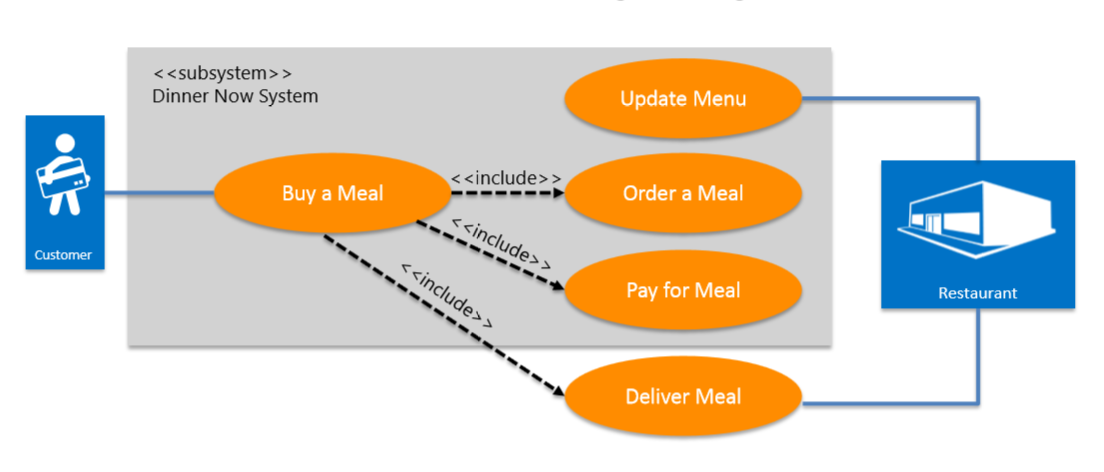 <<subsystem>>
Dinner Now System
Update Menu
<<include>>
Buy a Meal
Order a Meal
<<include>>
Customer
<<include>>
Pay for Meal
Restaurant
Deliver Meal